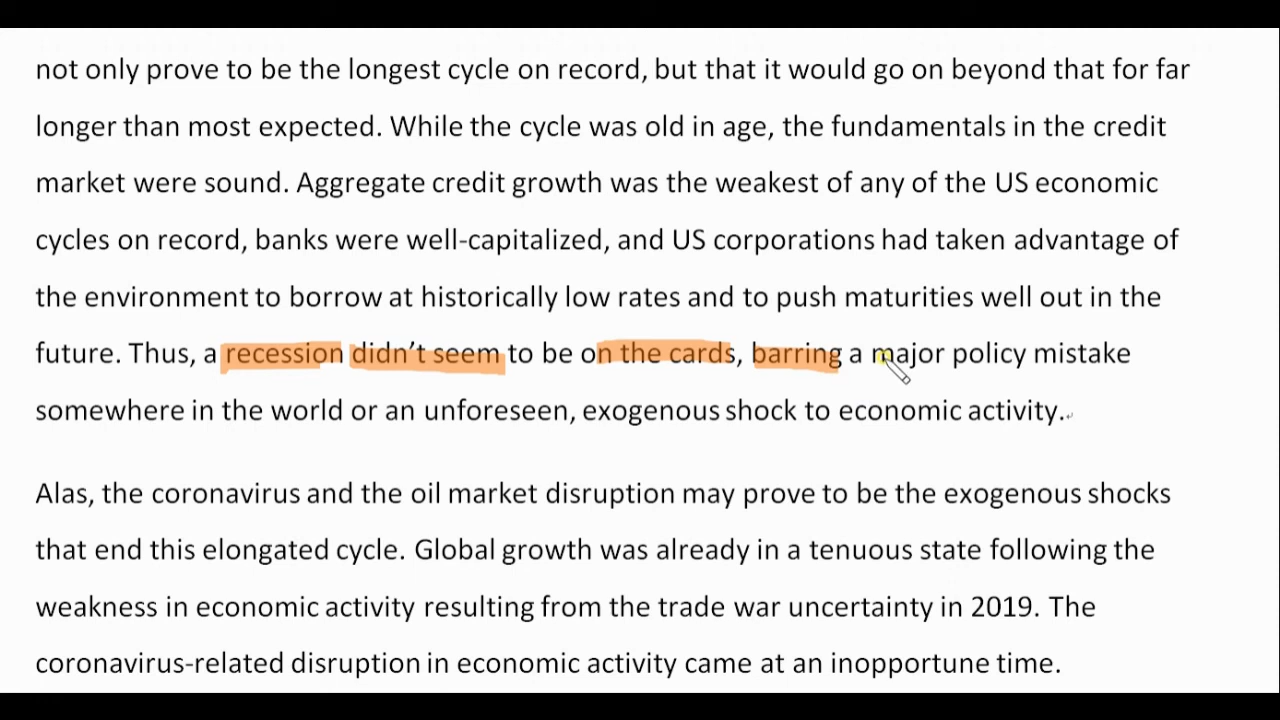 not only prove to be the longest cycle on record, but that it would go on beyond that for far
longer than most expected. While the cycle was old in age, the fundamentals in the credit
market were sound. Aggregate credit growth was the weakest of any of the US economic
cycles on record, banks were well-capitalized, and US corporations had taken advantage of
the environment to borrow at historically low rates and to push maturities well out in the
future. Thus, a recession didn’t seem to be on the cards, barring a major policy mistake
somewhere in the world or an unforeseen, exogenous shock to economic activity.
Alas, the coronavirus and the oil market disruption may prove to be the exogenous shocks
that end this elongated cycle. Global growth was already in a tenuous state following the
weakness in economic activity resulting from the trade war uncertainty in 2019. The
coronavirus-related disruption in economic activity came at an inopportune time.